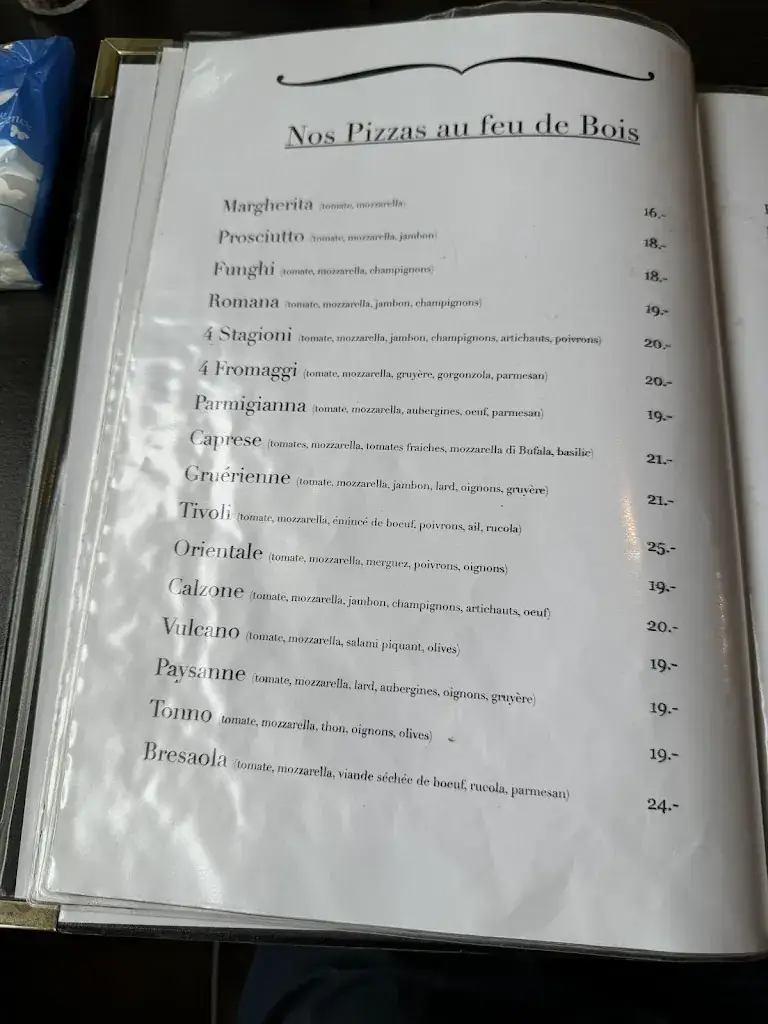 Nos Pizzas au feu de Bois
Margherita (tomate, mozzarella) 16.-
Prosciutto (tomate, mozzarella, jambon) 18.-
Funghi (tomate, mozzarella, champignons) 18.-
Romana (tomate, mozzarella, jambon, champignons) 19.-
4 Stagioni (tomate, mozzarella, jambon, champignons, artichauts, poivrons) 20.-
4 Fromaggi (tomate, mozzarella, gruyère, gorgonzola, parmesan) 20.-
Parmigianna (tomate, mozzarella, aubergines, oeuf, parmesan) 19.-
Caprese (tomates, mozzarella, tomates fraiches, mozzarella di Bufala, basilic) 21.-
Gruérienne (tomate, mozzarella, jambon, lard, oignons, gruyère) 21.-
Tivoli (tomate, mozzarella, émincé de boeuf, poivrons, ail, rucola) 25.-
Orientale (tomate, mozzarella, merguez, poivrons, oignons) 19.-
Calzone (tomate, mozzarella, jambon, champignons, artichauts, oeuf) 20.-
Vulcano (tomate, mozzarella, salami piquant, olives) 19.-
Paysanne (tomate, mozzarella, lard, aubergines, oignons, gruyère) 19.-
Tonno (tomate, mozzarella, thon, oignons, olives) 19.-
Bresaola (tomate, mozzarella, viande séchée de boeuf, rucola, parmesan) 24.-